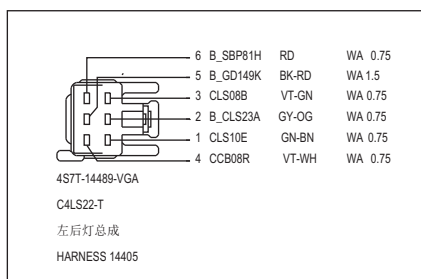 6 B_SBP81H RD WA 0.75
5 B_GD149K BK-RD WA 1.5
3 CLS08B VT-GN WA 0.75
2 B_CLS23A GY-OG WA 0.75
1 CLS10E GN-BN WA 0.75
4 CCB08R VT-WH WA 0.75
4S7T-14489-VGA
C4LS22-T
左后灯总成
HARNESS 14405